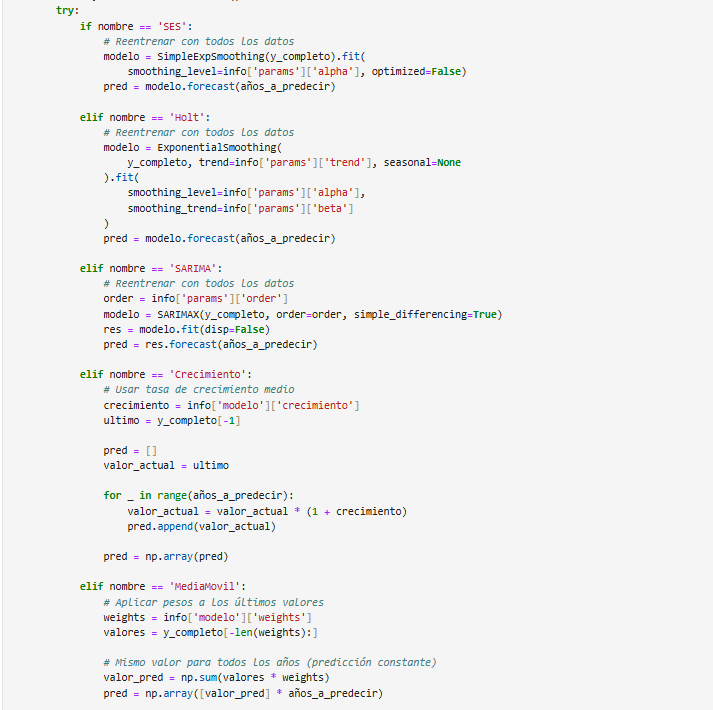 try:
if nombre == 'SES':
# Reentrenar con todos los datos
modelo = SimpleExpSmoothing(y_completo).fit(
smoothing_level=info['params']['alpha'], optimized=False)
pred = modelo.forecast(años_a_predecir)
elif nombre == 'Holt':
# Reentrenar con todos los datos
modelo = ExponentialSmoothing(
y_completo, trend=info['params']['trend'], seasonal=None
).fit(
smoothing_level=info['params']['alpha'],
smoothing_trend=info['params']['beta']
)
pred = modelo.forecast(años_a_predecir)
elif nombre == 'SARIMA':
# Reentrenar con todos los datos
order = info['params']['order']
modelo = SARIMAX(y_completo, order=order, simple_differencing=True)
res = modelo.fit(disp=False)
pred = res.forecast(años_a_predecir)
elif nombre == 'Crecimiento':
# Usar tasa de crecimiento medio
crecimiento = info['modelo']['crecimiento']
ultimo = y_completo[-1]
pred = []
valor_actual = ultimo
for _ in range(años_a_predecir):
valor_actual = valor_actual * (1 + crecimiento)
pred.append(valor_actual)
pred = np.array(pred)
elif nombre == 'MediaMovil':
# Aplicar pesos a los últimos valores
weights = info['modelo']['weights']
valores = y_completo[-len(weights):]
# Mismo valor para todos los años (predicción constante)
valor_pred = np.sum(valores * weights)
pred = np.array([valor_pred] * años_a_predecir)